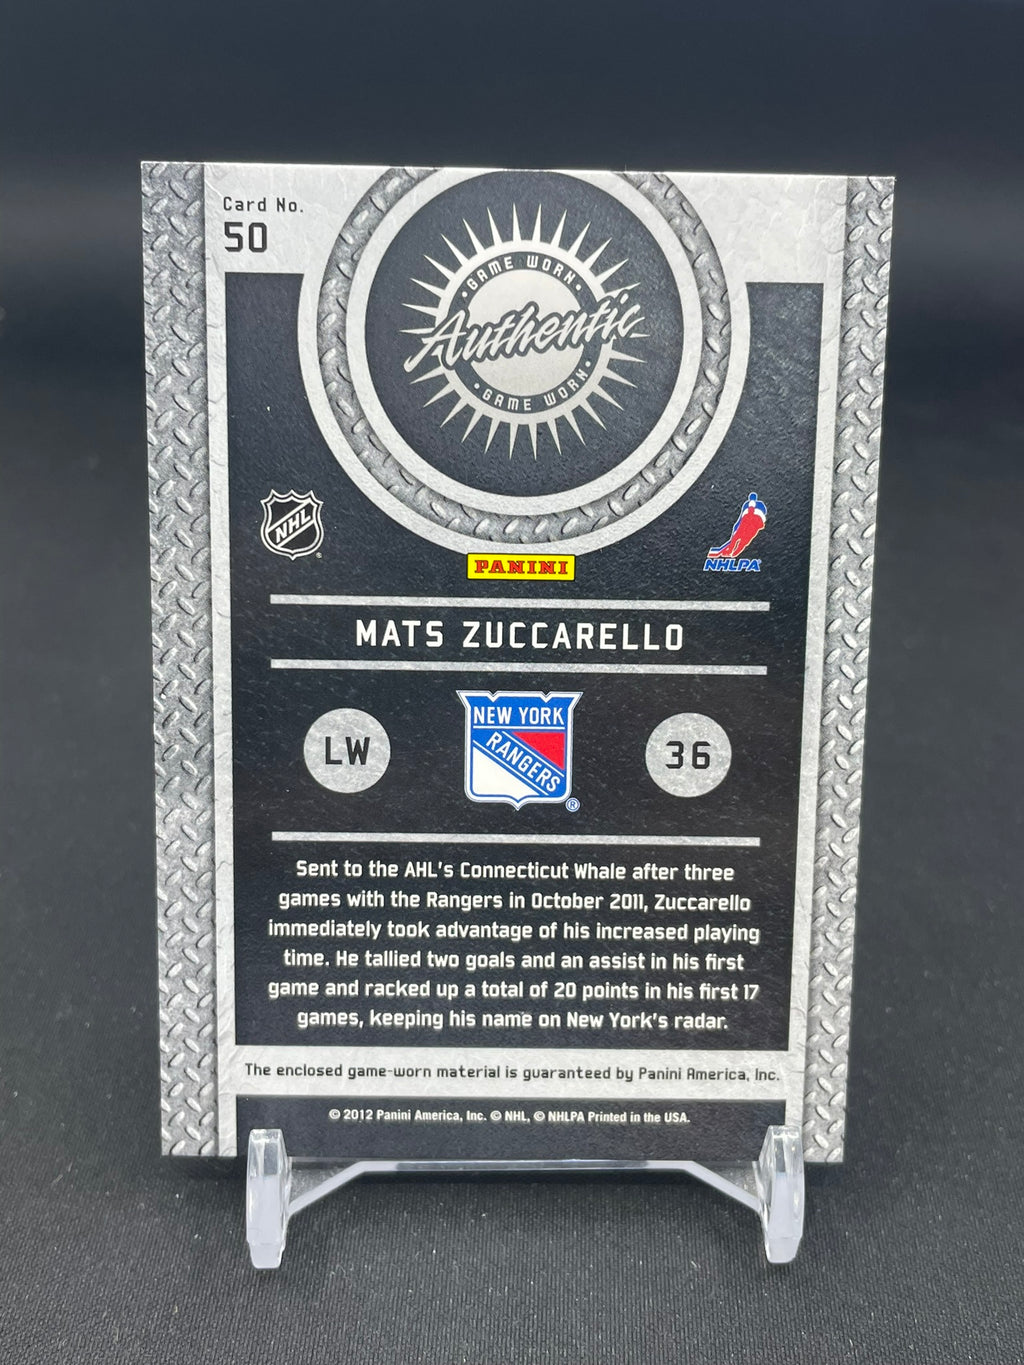 Card No.
50
GAME WORN
Authentic
GAME WORN
NHL
NHLPA
PANINI
MATS ZUCCARELLO
LW
NEW YORK
RANGERS
®
36
Sent to the AHL's Connecticut Whale after three
games with the Rangers in October 2011, Zuccarello
immediately took advantage of his increased playing
time. He tallied two goals and an assist in his first
game and racked up a total of 20 points in his first 17
games, keeping his name on New York's radar.
The enclosed game-worn material is guaranteed by Panini America, Inc.
© 2012 Panini America, Inc. © NHL, © NHLPA Printed in the USA.